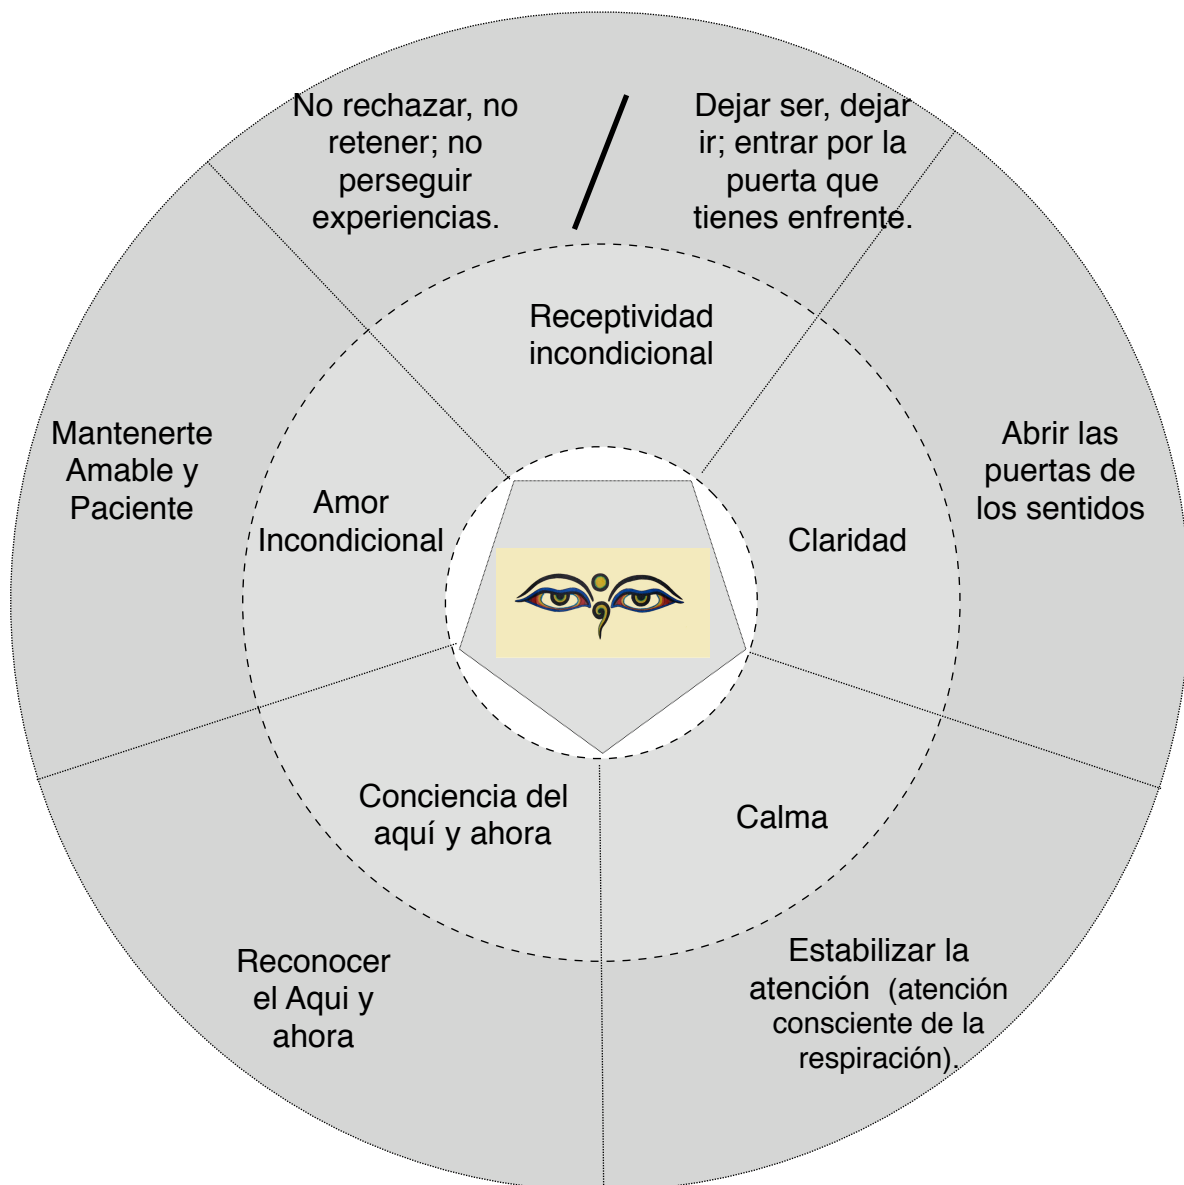 No rechazar, no
retener; no
perseguir
experiencias.
Dejar ser, dejar
ir; entrar por la
puerta que
tienes enfrente.
Receptividad
incondicional
Mantenerte
Amable y
Paciente
Amor
Incondicional
Claridad
Abrir las
puertas de
los sentidos
Conciencia del
aquí y ahora
Calma
Reconocer
el Aqui y
ahora
Estabilizar la
atención (atención
consciente de la
respiración).